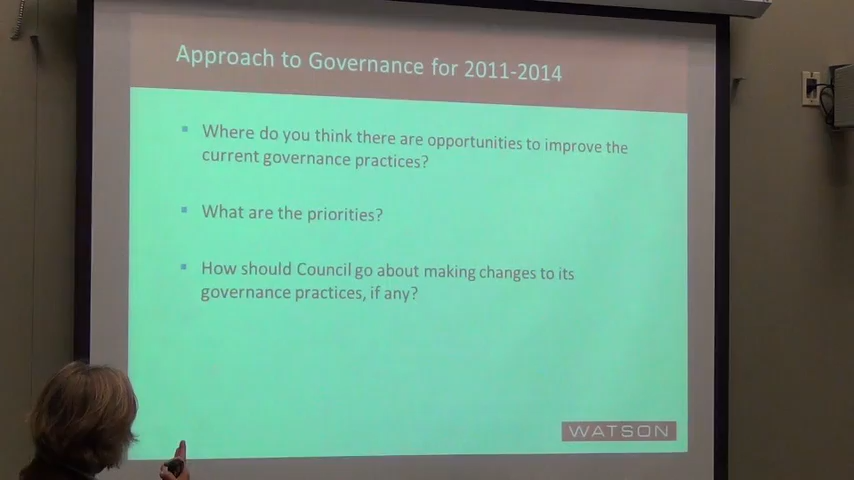 Approach to Governance for 2011-2014
Where do you think there are opportunities to improve the
current governance practices?
What are the priorities?
How should Council go about making changes to its
governance practices, if any?
WATSON